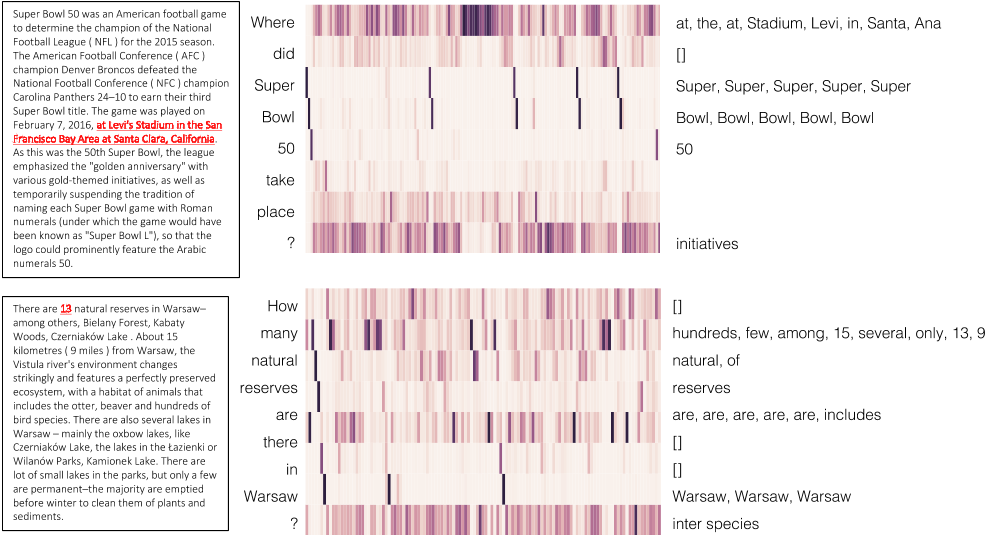 Super Bowl 50 was an American football game
to determine the champion of the National
Football League ( NFL ) for the 2015 season.
The American Football Conference ( AFC )
champion Denver Broncos defeated the
National Football Conference ( NFC ) champion
Carolina Panthers 24–10 to earn their third
Super Bowl title. The game was played on
February 7, 2016, at Levi's Stadium in the San
Francisco Bay Area at Santa Clara, California.
As this was the 50th Super Bowl, the league
emphasized the "golden anniversary" with
various gold-themed initiatives, as well as
temporarily suspending the tradition of
naming each Super Bowl game with Roman
numerals (under which the game would have
been known as "Super Bowl L"), so that the
logo could prominently feature the Arabic
numerals 50.
Where at, the, at, Stadium, Levi, in, Santa, Ana
did []
Super Super, Super, Super, Super, Super
Bowl Bowl, Bowl, Bowl, Bowl, Bowl
50 50
take
place
? initiatives
There are 13 natural reserves in Warsaw–
among others, Bielany Forest, Kabaty
Woods, Czerniaków Lake . About 15
kilometres ( 9 miles ) from Warsaw, the
Vistula river's environment changes
strikingly and features a perfectly preserved
ecosystem, with a habitat of animals that
includes the otter, beaver and hundreds of
bird species. There are also several lakes in
Warsaw – mainly the oxbow lakes, like
Czerniaków Lake, the lakes in the Łazienki or
Wilanów Parks, Kamionek Lake. There are
lot of small lakes in the parks, but only a few
are permanent–the majority are emptied
before winter to clean them of plants and
sediments.
How []
many hundreds, few, among, 15, several, only, 13, 9
natural natural, of
reserves reserves
are are, are, are, are, are, includes
there []
in []
Warsaw Warsaw, Warsaw, Warsaw
? inter species